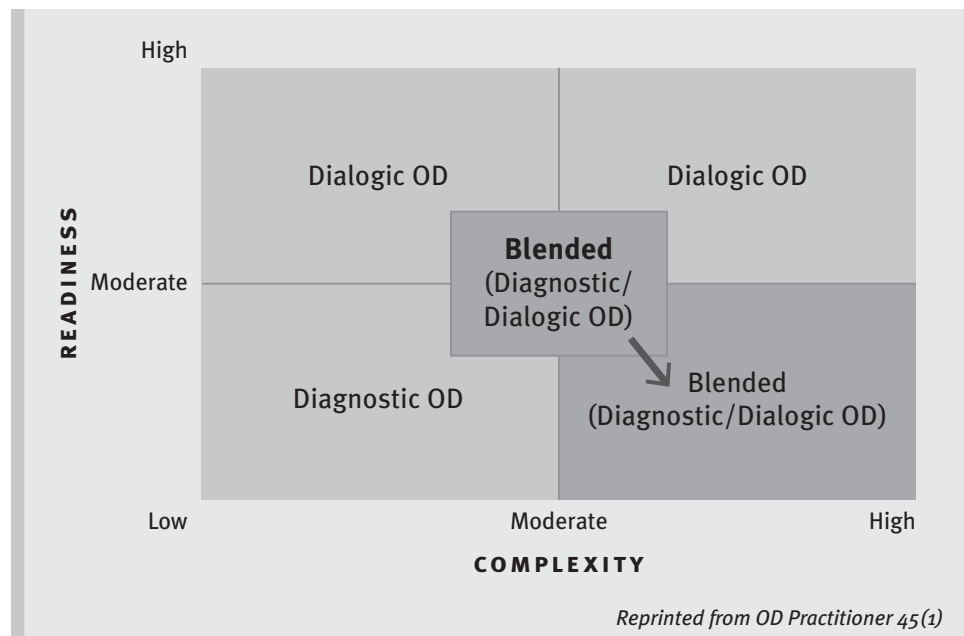 High
Dialogic OD
Dialogic OD
READINESS
Moderate
Blended
(Diagnostic/
Dialogic OD)
Diagnostic OD
Blended
(Diagnostic/Dialogic OD)
Low
Moderate
High
COMPLEXITY
Reprinted from OD Practitioner 45(1)